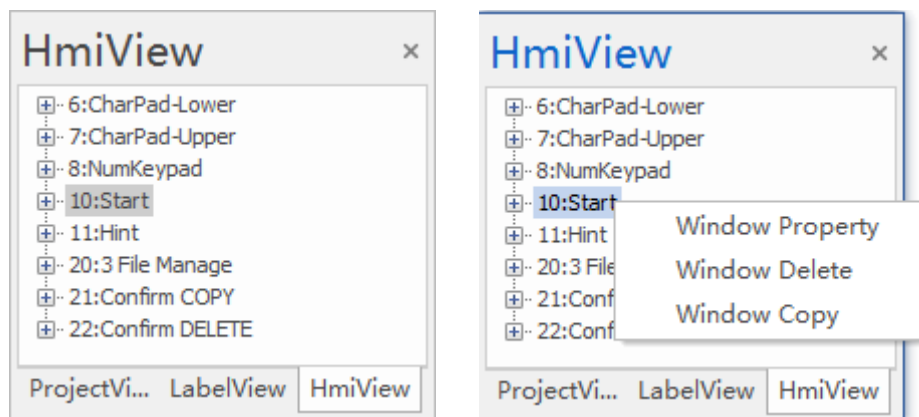 HmiView ×
6:CharPad-Lower
7:CharPad-Upper
8:NumKeypad
10:Start
11:Hint
20:3 File Manage
21:Confirm COPY
22:Confirm DELETE
ProjectVi... LabelView HmiView
HmiView ×
6:CharPad-Lower
7:CharPad-Upper
8:NumKeypad
10:Start
11:Hint
20:3 File
21:Conf
22:Conf
Window Property
Window Delete
Window Copy
ProjectVi... LabelView HmiView